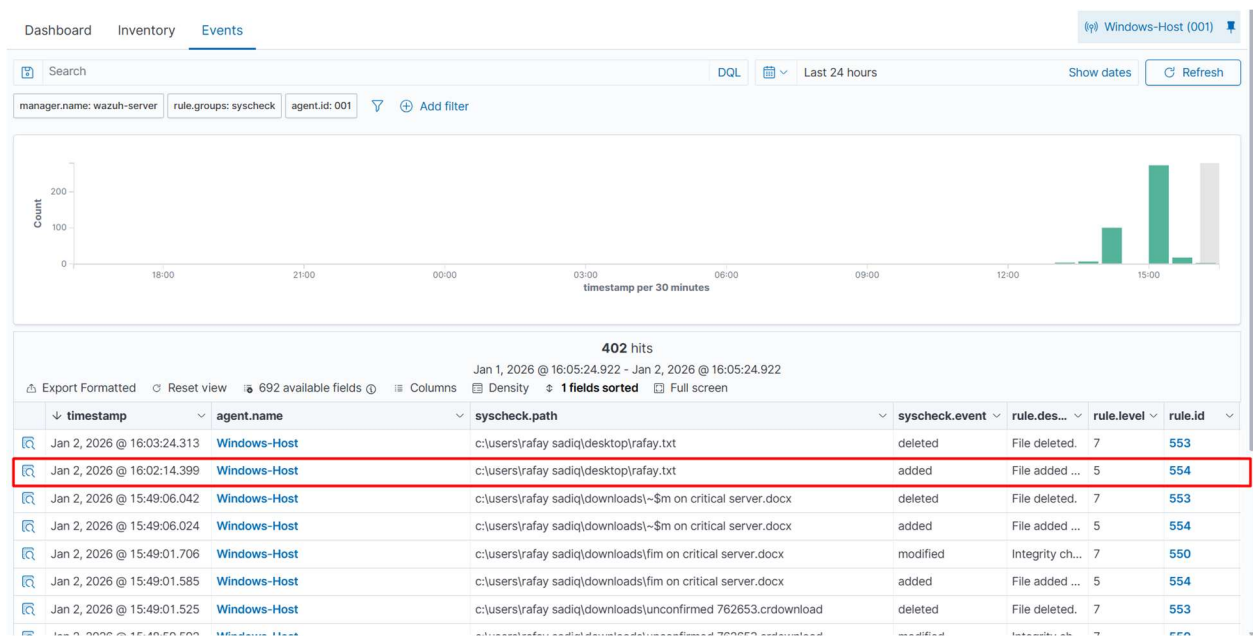 Dashboard Inventory Events Windows-Host (001)
Search DQL Last 24 hours Show dates Refresh
manager.name: wazuh-server rule.groups: syscheck agent.id: 001 Add filter
Count
200
100
0
18:00 21:00 00:00 03:00 06:00 09:00 12:00 15:00
timestamp per 30 minutes
402 hits
Jan 1, 2026 @ 16:05:24.922 - Jan 2, 2026 @ 16:05:24.922
Export Formatted Reset view 692 available fields Columns Density 1 fields sorted Full screen
timestamp agent.name syscheck.path syscheck.event rule.des... rule.level rule.id
Jan 2, 2026 @ 16:03:24.313 Windows-Host c:\users\rafay sadiq\desktop\rafay.txt deleted File deleted. 7 553
Jan 2, 2026 @ 16:02:14.399 Windows-Host c:\users\rafay sadiq\desktop\rafay.txt added File added ... 5 554
Jan 2, 2026 @ 15:49:06.042 Windows-Host c:\users\rafay sadiq\downloads\~$m on critical server.docx deleted File deleted. 7 553
Jan 2, 2026 @ 15:49:06.024 Windows-Host c:\users\rafay sadiq\downloads\~$m on critical server.docx added File added ... 5 554
Jan 2, 2026 @ 15:49:01.706 Windows-Host c:\users\rafay sadiq\downloads\fim on critical server.docx modified Integrity ch... 7 550
Jan 2, 2026 @ 15:49:01.585 Windows-Host c:\users\rafay sadiq\downloads\fim on critical server.docx added File added ... 5 554
Jan 2, 2026 @ 15:49:01.525 Windows-Host c:\users\rafay sadiq\downloads\unconfirmed 762653.crdownload deleted File deleted. 7 553